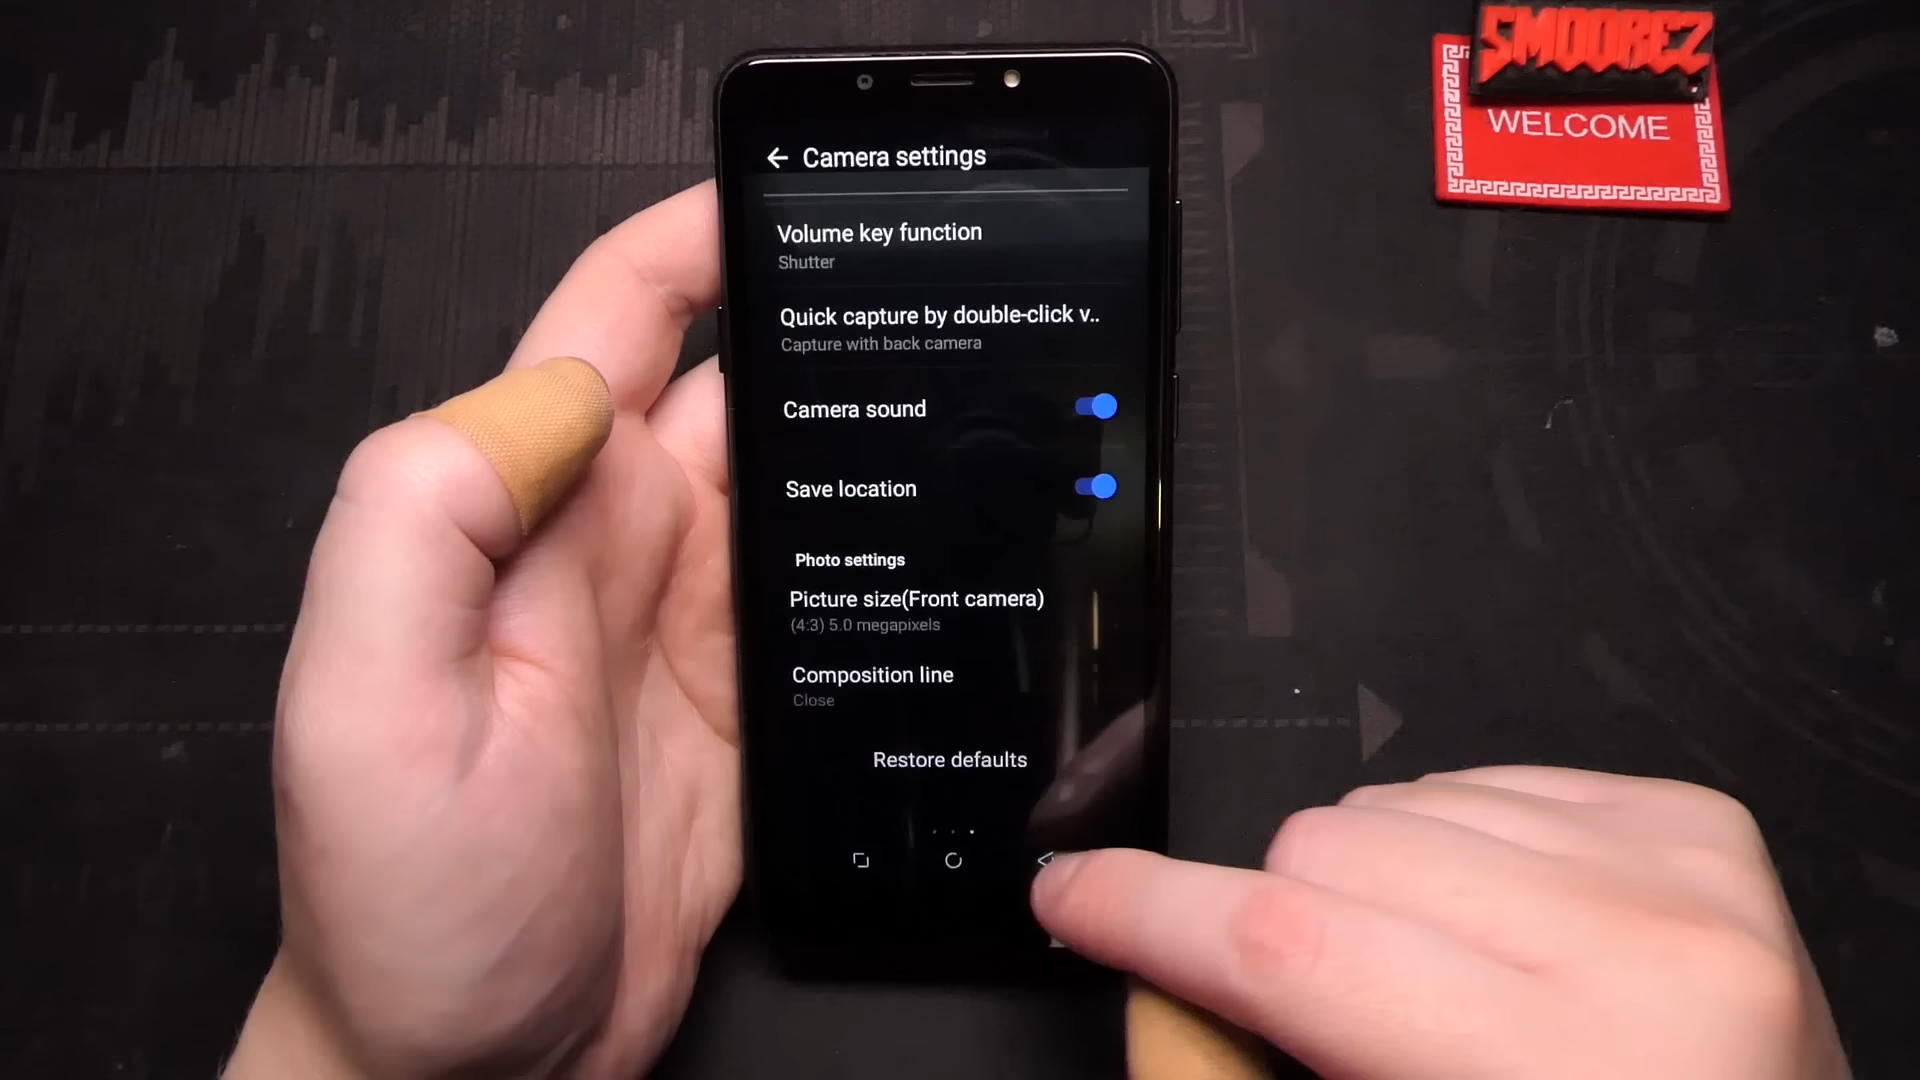 SMOOREZ
WELCOME
Camera settings
Volume key function
Shutter
Quick capture by double-click v..
Capture with back camera
Camera sound
Save location
Photo settings
Picture size(Front camera)
(4:3) 5.0 megapixels
Composition line
Close
Restore defaults